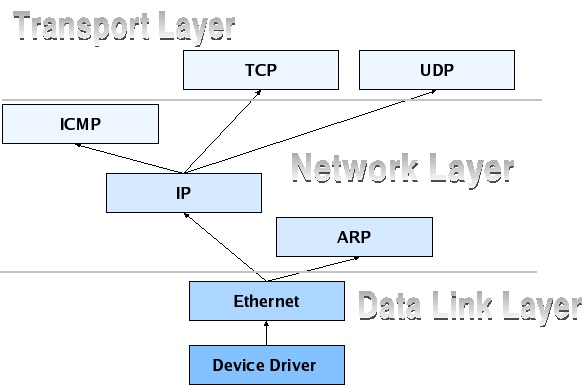 Transport Layer
TCP
UDP
ICMP
Network Layer
IP
ARP
Ethernet
Data Link Layer
Device Driver